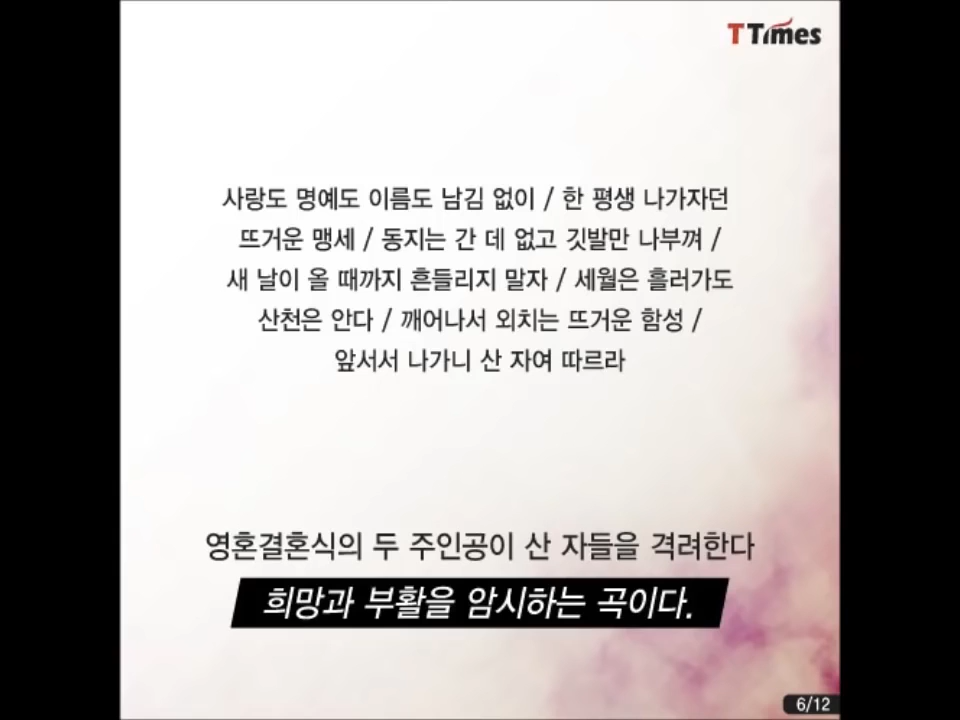 TTimes
사랑도 명예도 이름도 남김 없이 / 한 평생 나가자던
뜨거운 맹세 / 동지는 간 데 없고 깃발만 나부껴 /
새 날이 올 때까지 흔들리지 말자 / 세월은 흘러가도
산천은 안다 / 깨어나서 외치는 뜨거운 함성 /
앞서서 나가니 산 자여 따르라
영혼결혼식의 두 주인공이 산 자들을 격려한다
희망과 부활을 암시하는 곡이다.
6/12